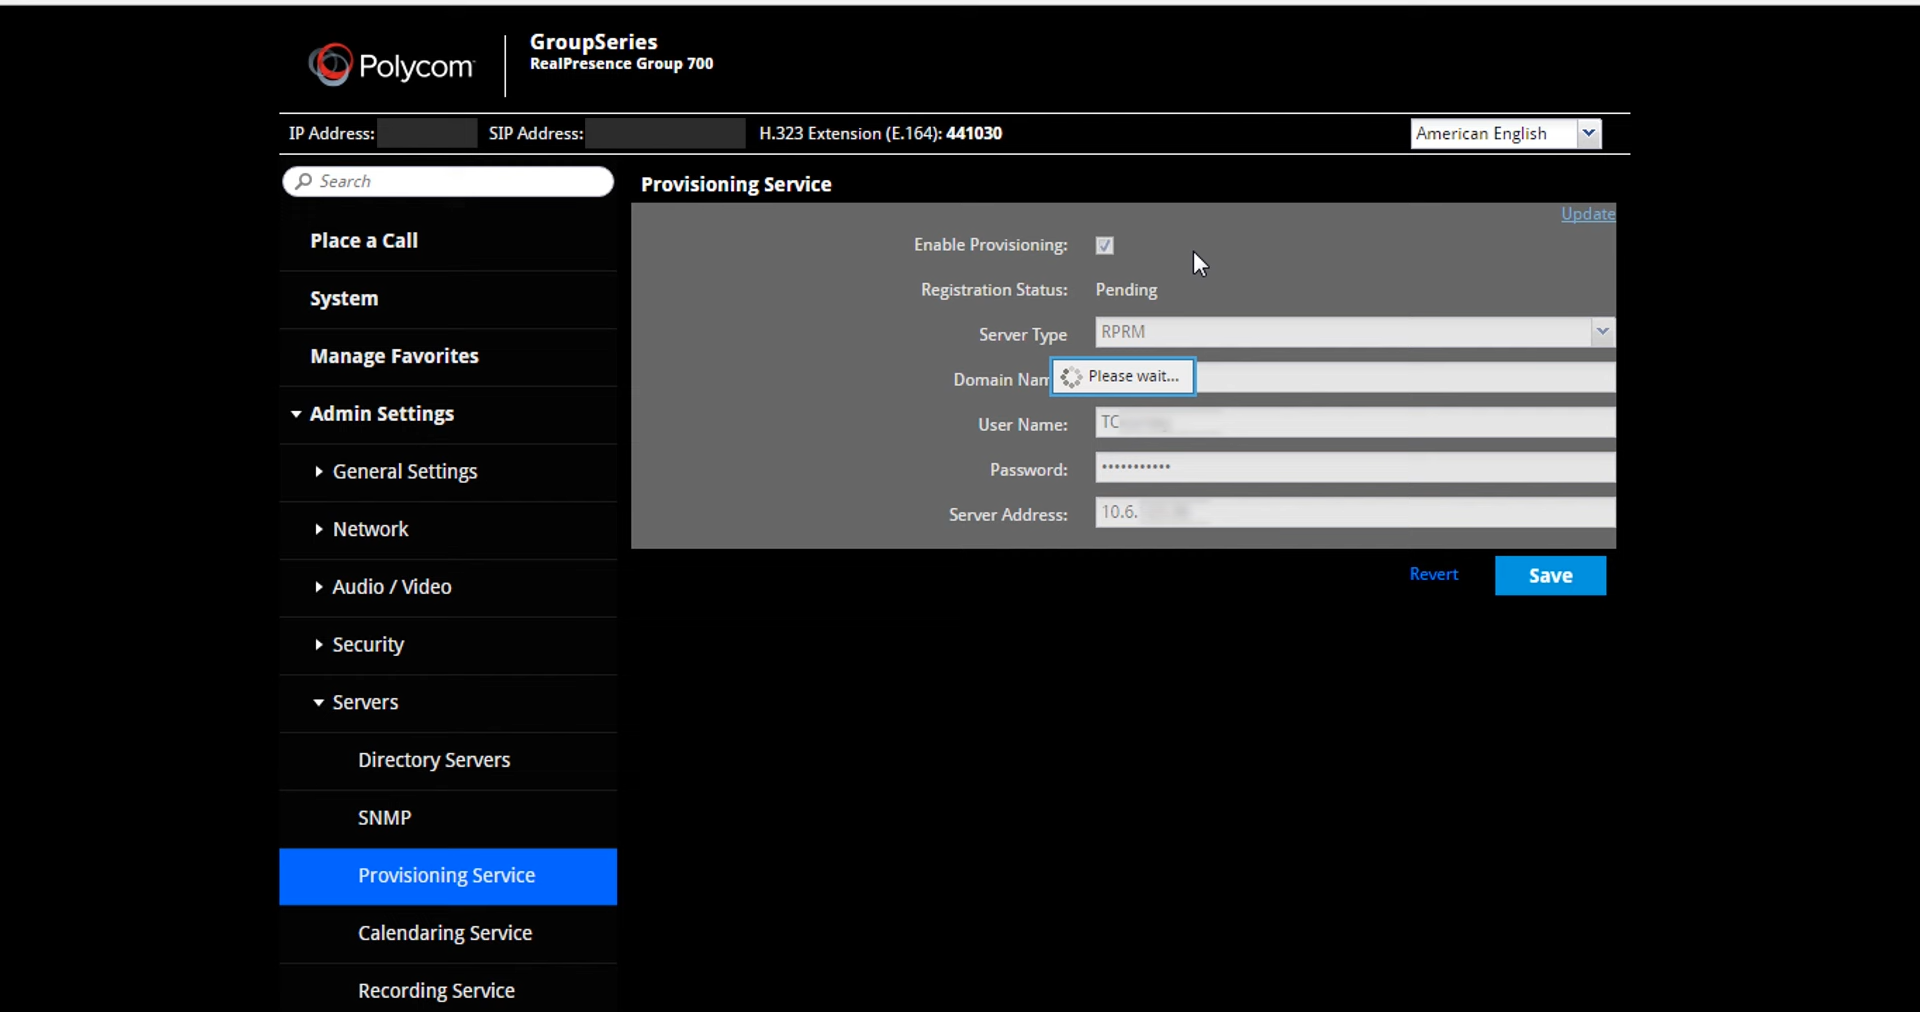 Polycom
GroupSeries
RealPresence Group 700
IP Address:
SIP Address:
H.323 Extension (E.164): 441030
American English
Search
Provisioning Service
Update
Place a Call
System
Manage Favorites
Admin Settings
General Settings
Network
Audio / Video
Security
Servers
Directory Servers
SNMP
Provisioning Service
Calendaring Service
Recording Service
Enable Provisioning:
Registration Status: Pending
Server Type RPRM
Domain Nam
Please wait...
User Name: TC
Password: •••••••••••
Server Address: 10.6.
Revert
Save